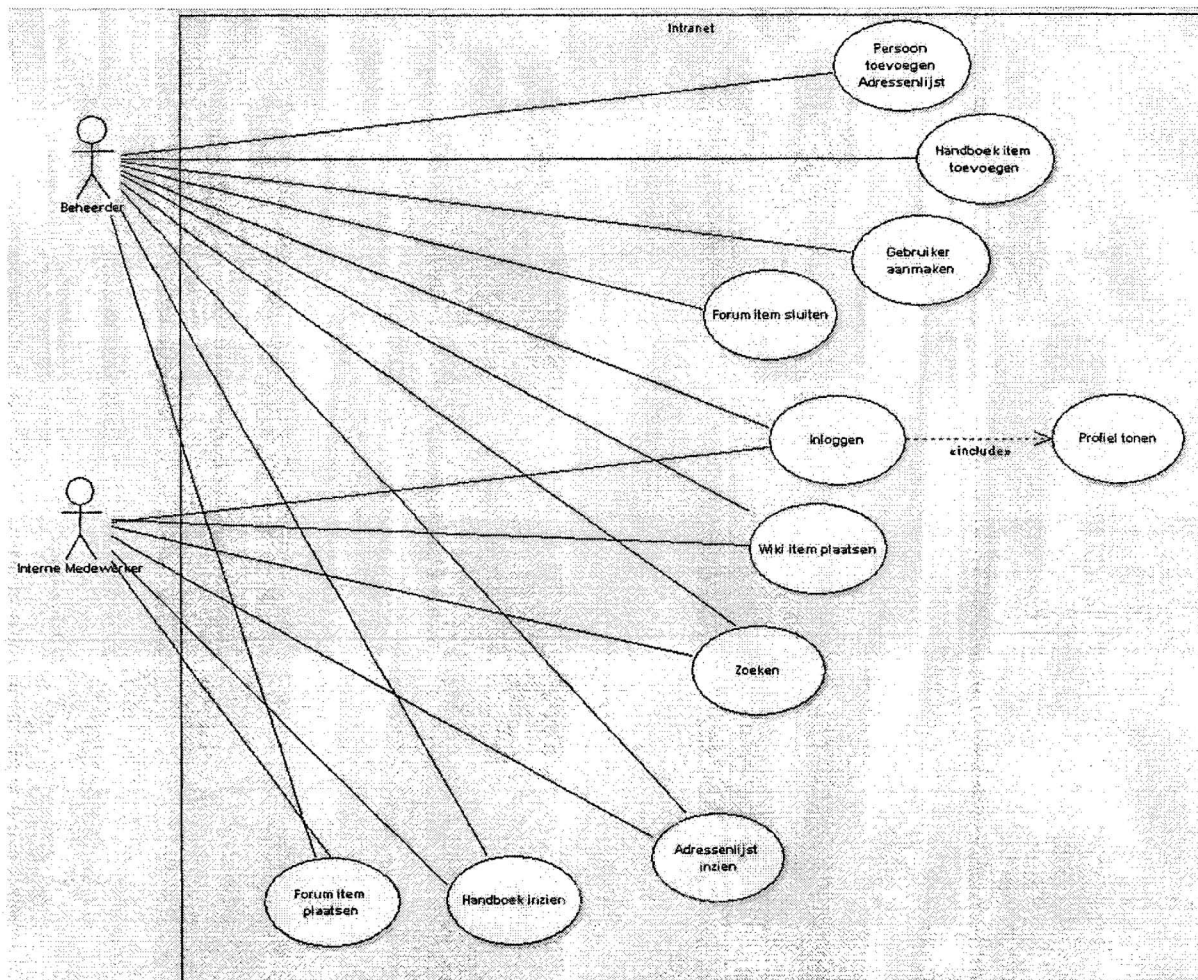 Intranet
Persoon
toevoegen
Adressenlijst
Handboek item
toevoegen
Beheerder
Gebruiker
aanmaken
Forum item sluiten
Inloggen
«include»
Profiel tonen
Interne Medewerker
Wiki item plaatsen
Zoeken
Adressenlijst
inzien
Forum item
plaatsen
Handboek inzien